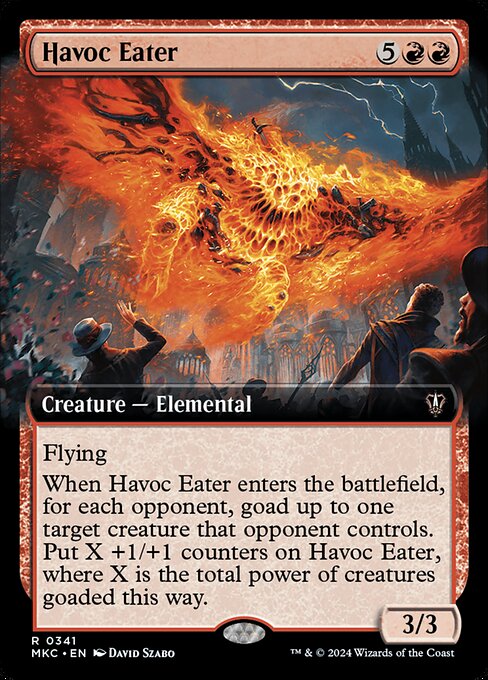 Havoc Eater 5
Creature — Elemental
Flying
When Havoc Eater enters the battlefield,
for each opponent, goad up to one
target creature that opponent controls.
Put X +1/+1 counters on Havoc Eater,
where X is the total power of creatures
goaded this way.
3/3
R 0341
MKC • EN David Szabo
™ & © 2024 Wizards of the Coast